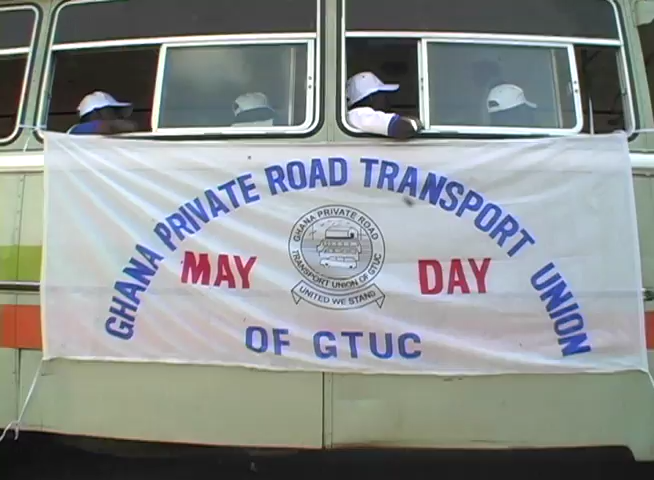 GHANA PRIVATE ROAD TRANSPORT UNION
MAY DAY
OF GTUC
GHANA PRIVATE ROAD
TRANSPORT UNION OF GTUC
UNITED WE STAND